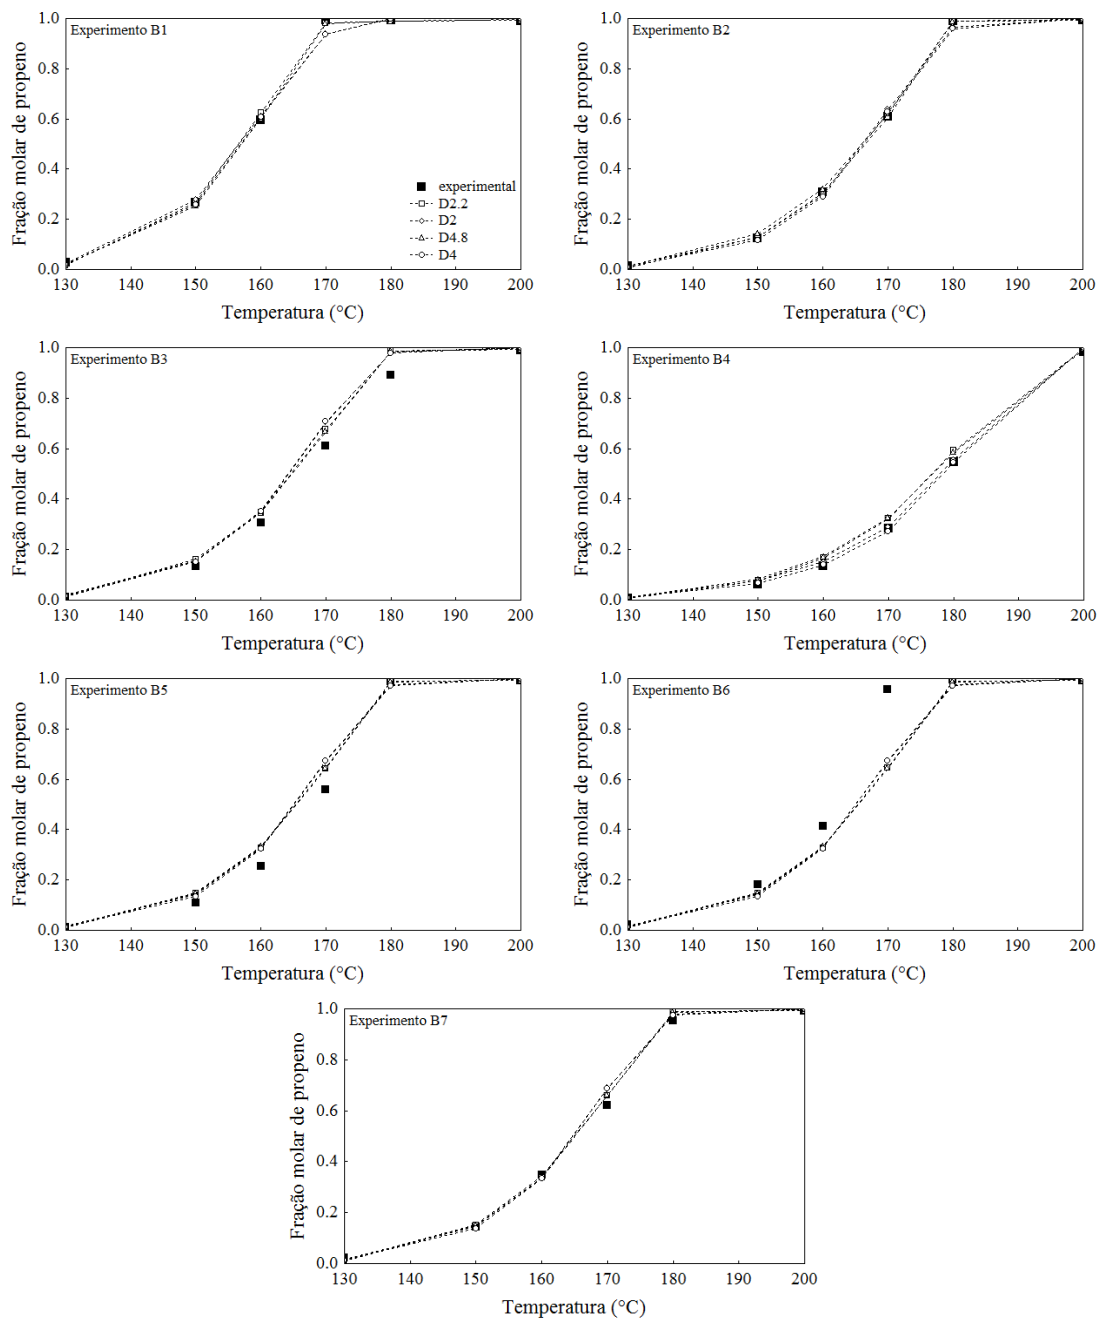 Experimento B1
Fração molar de propeno
1.0
0.8
0.6
0.4
0.2
0.0
experimental
D2.2
D2
D4.8
D4
130 140 150 160 170 180 190 200
Temperatura (°C)
Experimento B2
Fração molar de propeno
1.0
0.8
0.6
0.4
0.2
0.0
130 140 150 160 170 180 190 200
Temperatura (°C)
Experimento B3
Fração molar de propeno
1.0
0.8
0.6
0.4
0.2
0.0
130 140 150 160 170 180 190 200
Temperatura (°C)
Experimento B4
Fração molar de propeno
1.0
0.8
0.6
0.4
0.2
0.0
130 140 150 160 170 180 190 200
Temperatura (°C)
Experimento B5
Fração molar de propeno
1.0
0.8
0.6
0.4
0.2
0.0
130 140 150 160 170 180 190 200
Temperatura (°C)
Experimento B6
Fração molar de propeno
1.0
0.8
0.6
0.4
0.2
0.0
130 140 150 160 170 180 190 200
Temperatura (°C)
Experimento B7
Fração molar de propeno
1.0
0.8
0.6
0.4
0.2
0.0
130 140 150 160 170 180 190 200
Temperatura (°C)